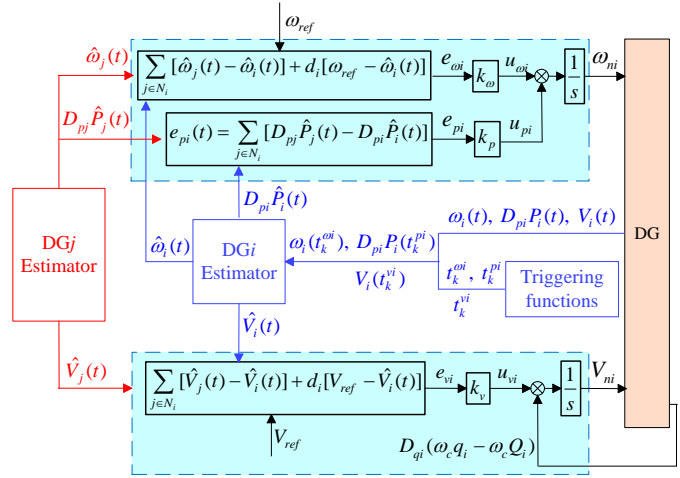 ω_ref
ω̂_j(t)
∑_{j∈N_i} [ω̂_j(t) − ω̂_i(t)] + d_i[ω_ref − ω̂_i(t)]
e_ωi
k_ω
u_ωi
1/s
ω_ni
D_pj P̂_j(t)
e_pi(t) = ∑_{j∈N_i} [D_pj P̂_j(t) − D_pi P̂_i(t)]
e_pi
k_p
u_pi
D_pi P̂_i(t)
DGj
Estimator
ω̂_i(t)
DGi
Estimator
ω_i(t_k^ωi), D_pi P_i(t_k^pi)
V_i(t_k^vi)
ω_i(t), D_pi P_i(t), V_i(t)
t_k^ωi, t_k^pi
t_k^vi
Triggering
functions
DG
V̂_i(t)
V̂_j(t)
∑_{j∈N_i} [V̂_j(t) − V̂_i(t)] + d_i[V_ref − V̂_i(t)]
e_vi
k_v
u_vi
1/s
V_ni
V_ref
D_qi(ω_c q_i − ω_c Q_i)